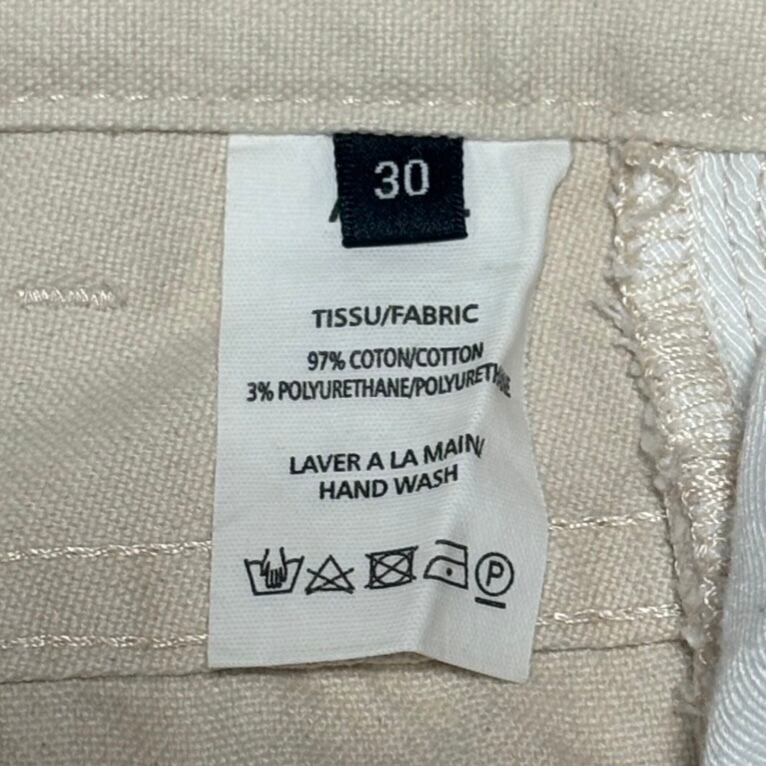 30
TISSU/FABRIC
97% COTON/COTTON
3% POLYURETHANE/POLYURETHANE
LAVER A LA MAIN/
HAND WASH
P